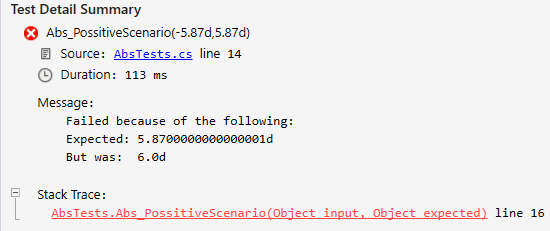 Test Detail Summary
Abs_PossitiveScenario(-5.87d,5.87d)
Source: AbsTests.cs line 14
Duration: 113 ms
Message:
Failed because of the following:
Expected: 5.8700000000000001d
But was: 6.0d
Stack Trace:
AbsTests.Abs_PossitiveScenario(Object input, Object expected) line 16